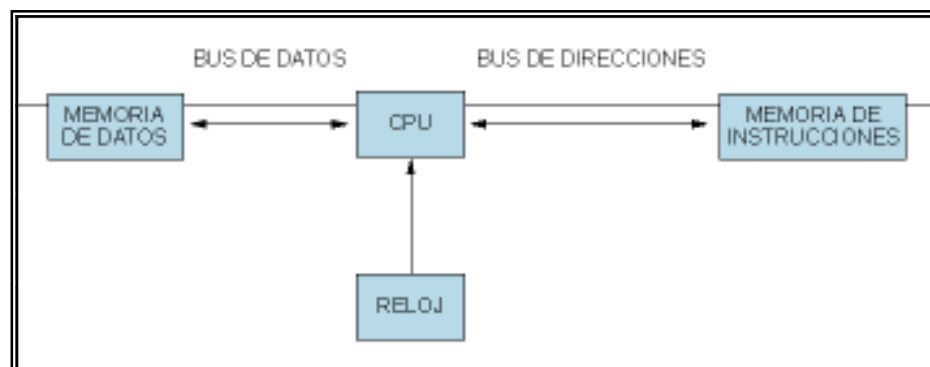 BUS DE DATOS
BUS DE DIRECCIONES
MEMORIA
DE DATOS
CPU
MEMORIA DE
INSTRUCCIONES
RELOJ